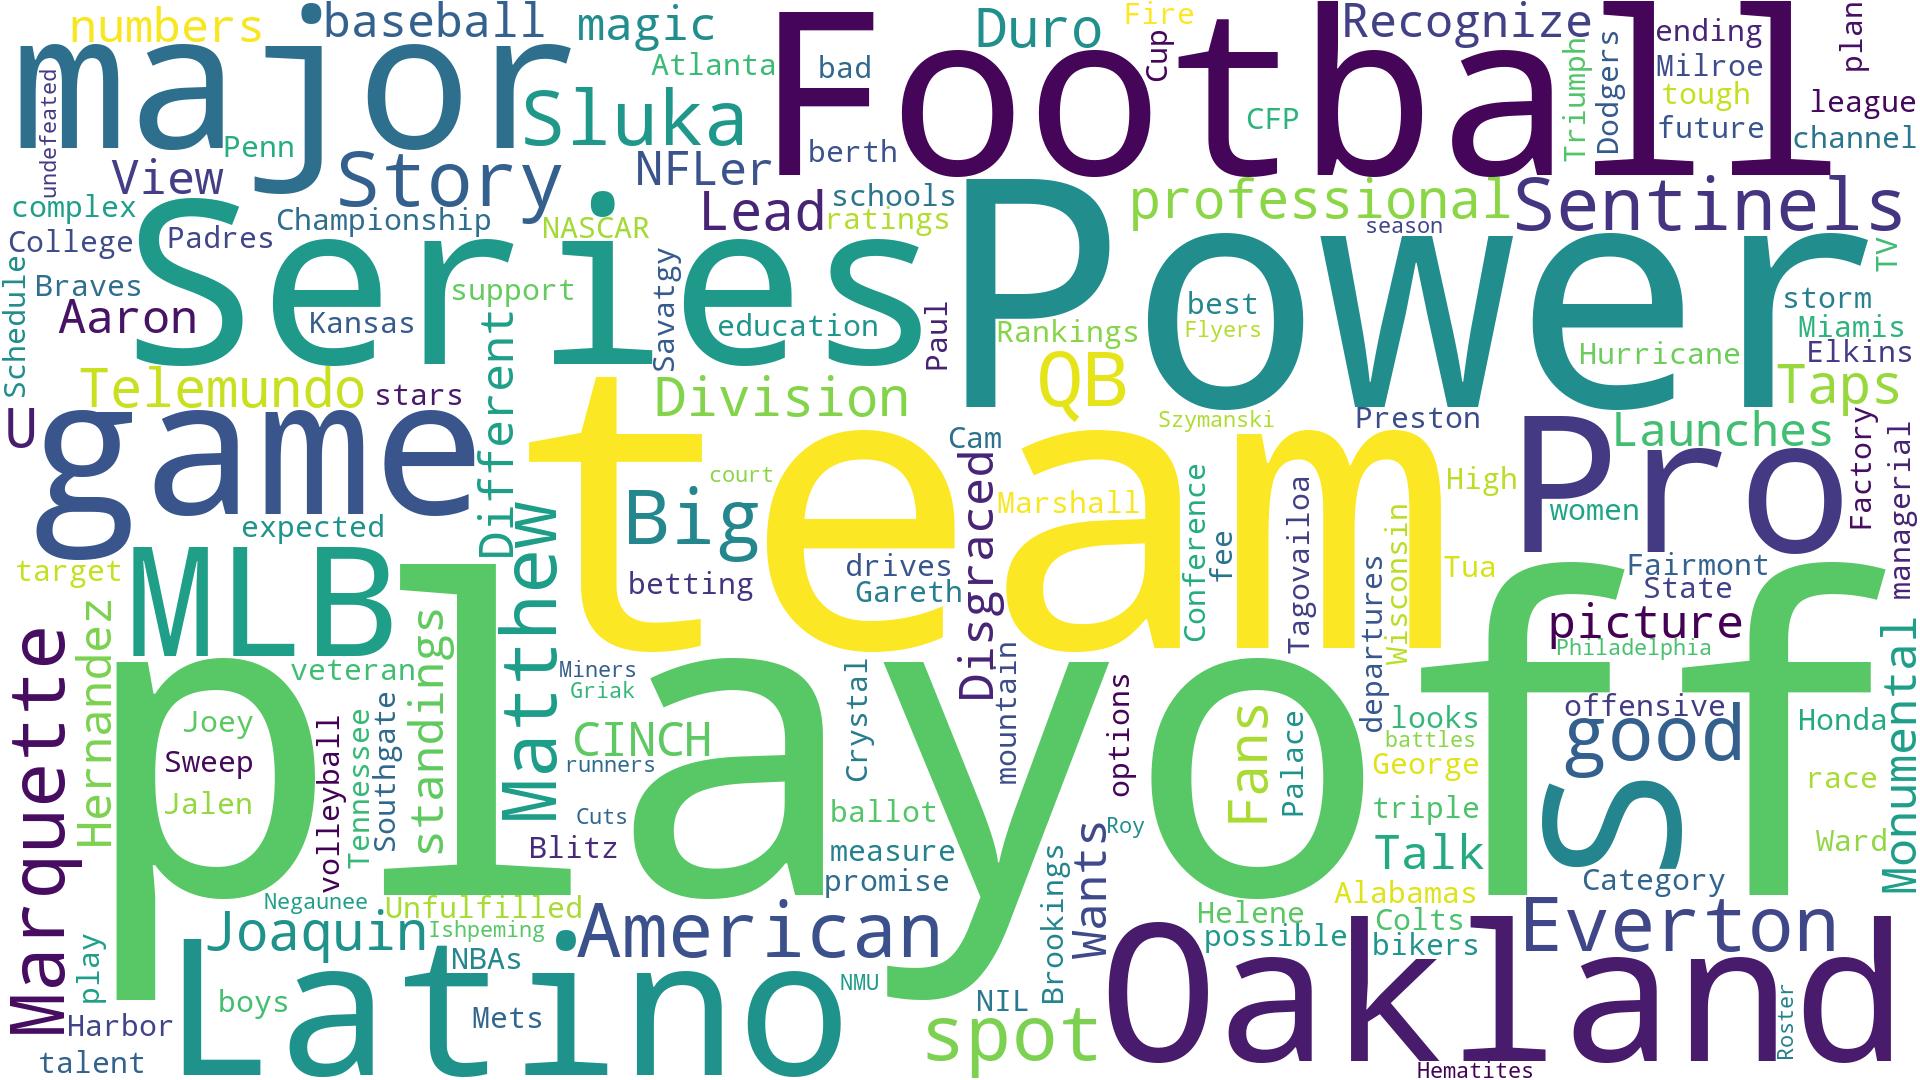 numbers
baseball
magic
Duro
Fire
Recognize
ending
plan
major
Football
Atlanta
bad
Cup
Triumph
Dodgers
Milroe
tough
league
undefeated
Sluka
CFP
future
channel
Penn
Story
NFLer
berth
View
complex
Championship
NASCAR
Lead
schools
ratings
professional
Sentinels
College
Padres
Series
Power
season
TV
Schedule
Braves
support
Savatgy
best
storm
Aaron
Kansas
education
Paul
Rankings
Flyers
Miamis
Hurricane
Elkins
Telemundo
stars
Different
Division
QB
Taps
U
game
team
Szymanski
Preston
Launches
Cam
Pro
Factory
managerial
court
Big
Disgraced
Marshall
Conference
High
women
expected
Matthew
Tagovailoa
fee
Wisconsin
target
MLB
betting
drives
Gareth
departures
Tua
Fairmont
State
Marquette
Hernandez
standings
picture
Philadelphia
Monumental
playoff
veteran
Miners
Griak
Crystal
mountain
options
offensive
Joey
volleyball
Tennessee
Southgate
CINCH
Fans
Palace
looks
good
Honda
battles
Sweep
runners
George
race
Jalen
Cuts
ballot
triple
S
Blitz
measure
Wants
Roy
Talk
Ward
promise
Brookings
Category
Negaunee
Unfulfilled
Alabamas
Joaquin
Ishpeming
American
Helene
Colts
Everton
possible
bikers
play
NBAs
Latino
NMU
Oakland
boys
Mets
NIL
Roster
Harbor
spot
talent
Hematites